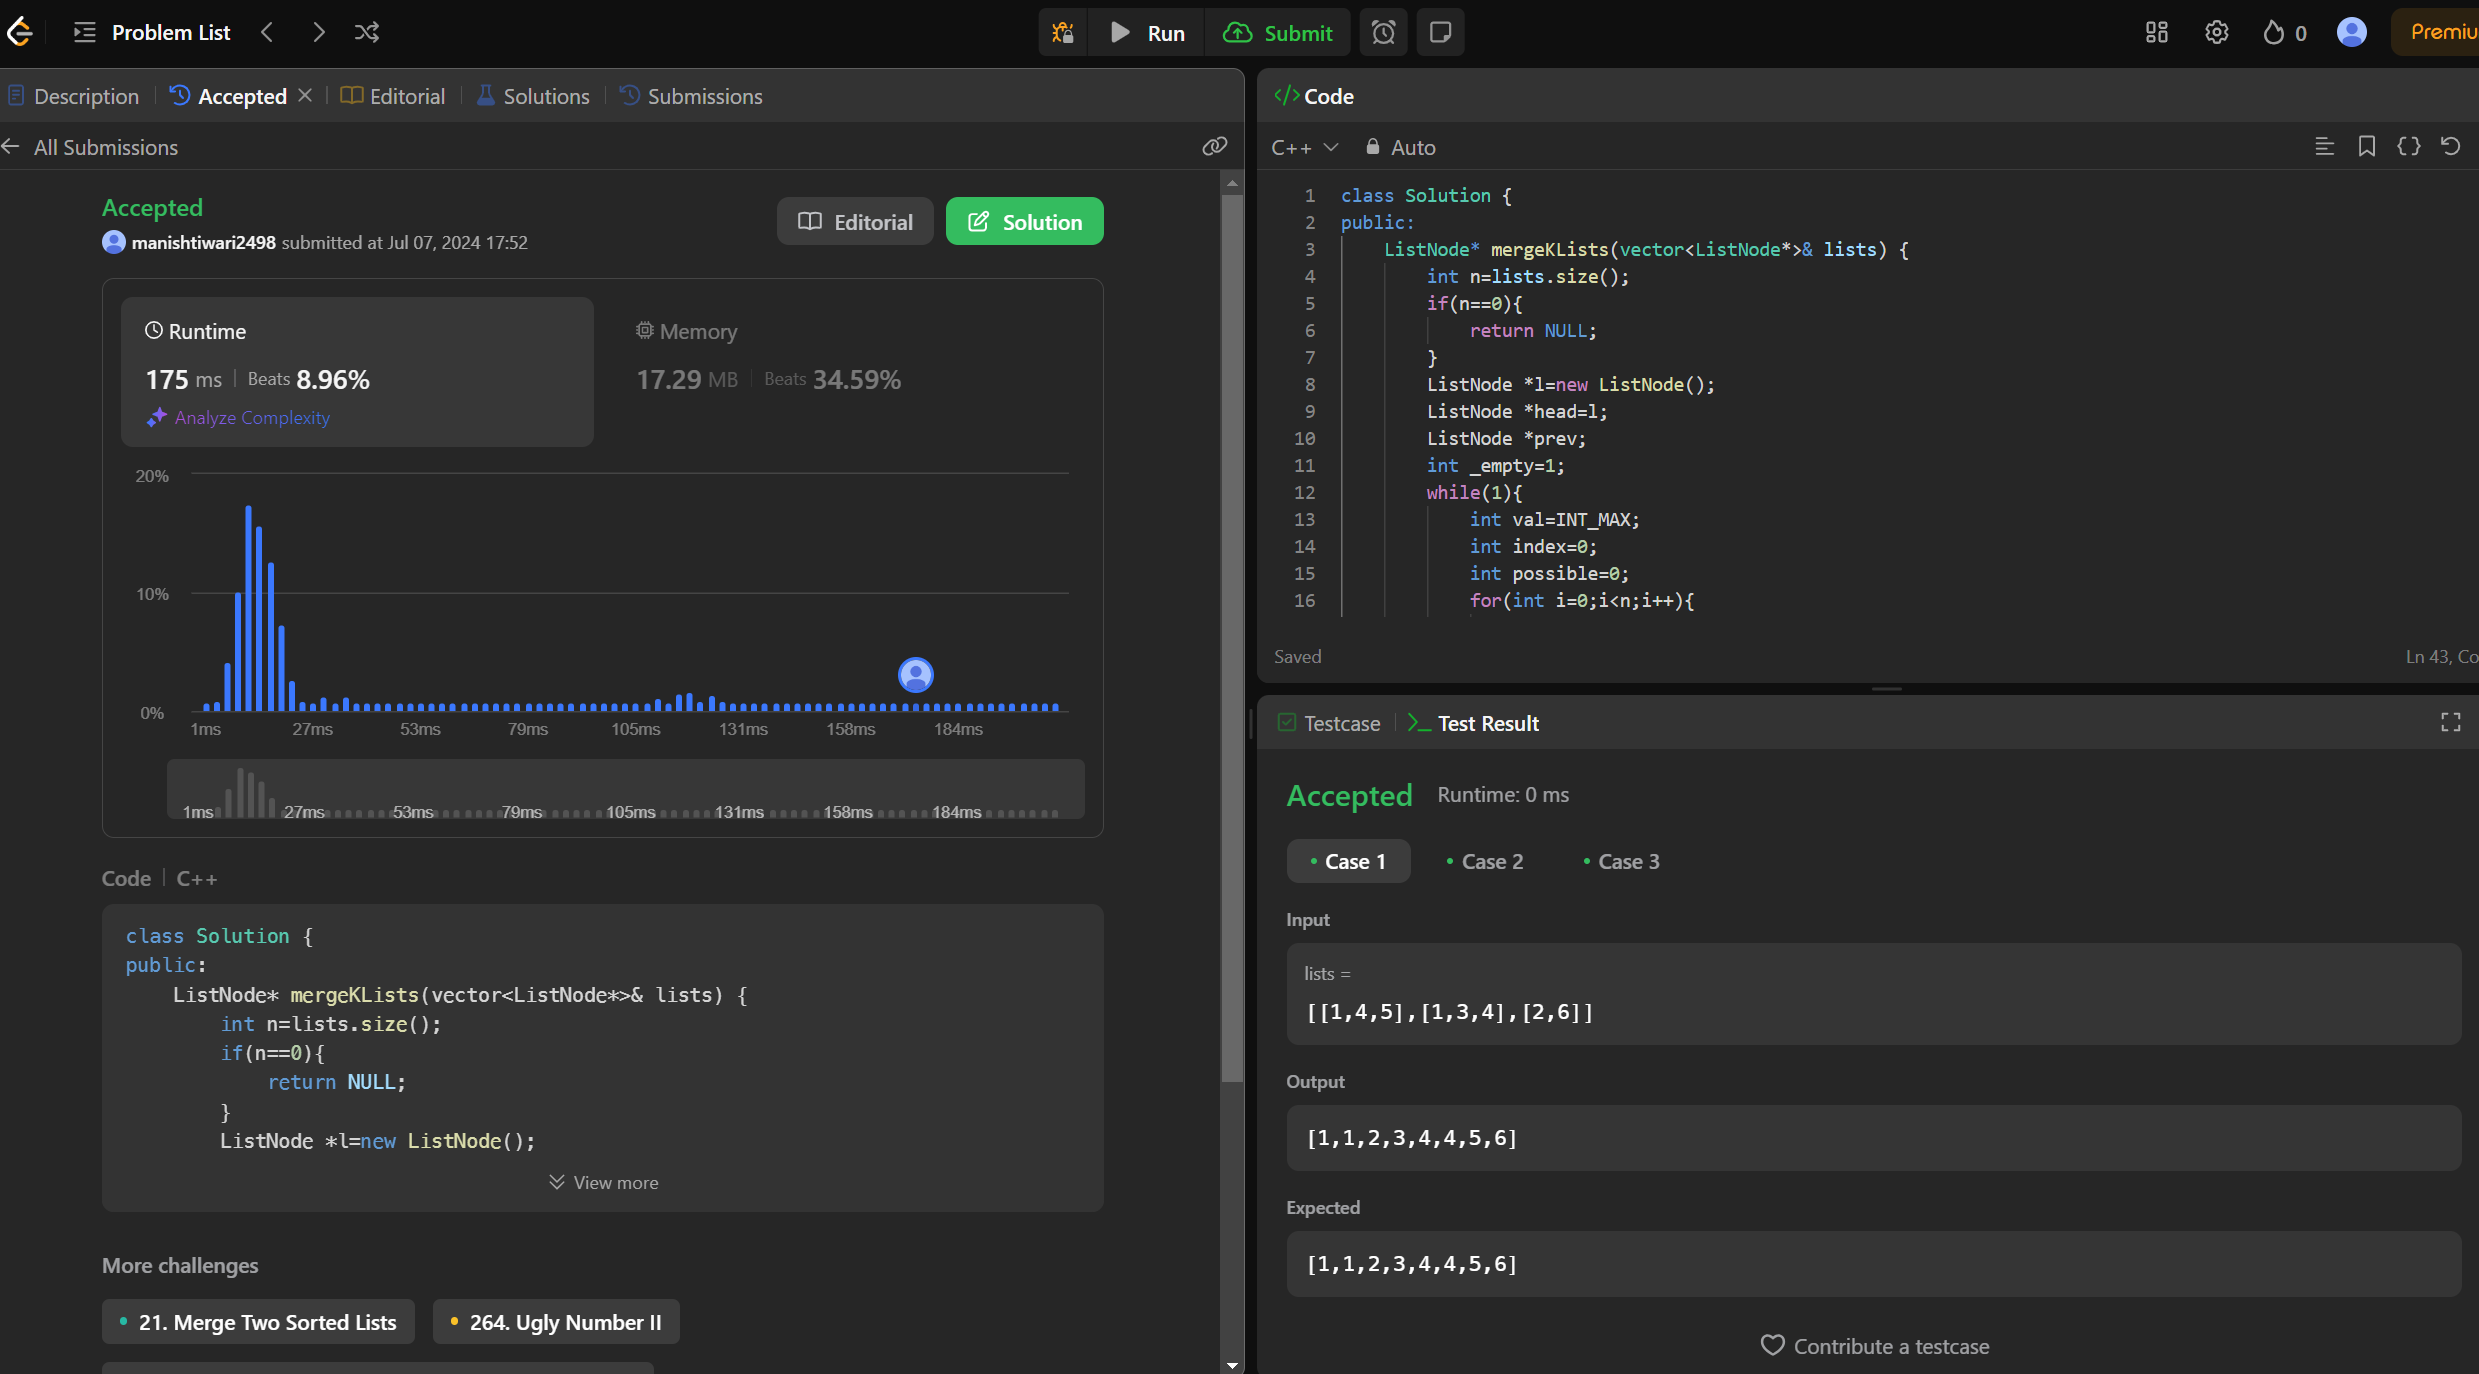 Problem List
Run
Submit
0
Premiu
Description
Accepted
Editorial
Solutions
Submissions
All Submissions
Accepted
manishtiwari2498 submitted at Jul 07, 2024 17:52
Editorial
Solution
Runtime
175 ms
Beats 8.96%
Analyze Complexity
Memory
17.29 MB
Beats 34.59%
20%
10%
0%
1ms 27ms 53ms 79ms 105ms 131ms 158ms 184ms
1ms 27ms 53ms 79ms 105ms 131ms 158ms 184ms
Code
C++
class Solution {
public:
    ListNode* mergeKLists(vector<ListNode*>& lists) {
        int n=lists.size();
        if(n==0){
            return NULL;
        }
        ListNode *l=new ListNode();
View more
More challenges
21. Merge Two Sorted Lists
264. Ugly Number II
</> Code
C++
Auto
1 class Solution {
2 public:
3     ListNode* mergeKLists(vector<ListNode*>& lists) {
4         int n=lists.size();
5         if(n==0){
6             return NULL;
7         }
8         ListNode *l=new ListNode();
9         ListNode *head=l;
10         ListNode *prev;
11         int _empty=1;
12         while(1){
13             int val=INT_MAX;
14             int index=0;
15             int possible=0;
16             for(int i=0;i<n;i++){
Saved
Ln 43, Co
Testcase
Test Result
Accepted
Runtime: 0 ms
Case 1
Case 2
Case 3
Input
lists =
[[1,4,5],[1,3,4],[2,6]]
Output
[1,1,2,3,4,4,5,6]
Expected
[1,1,2,3,4,4,5,6]
Contribute a testcase